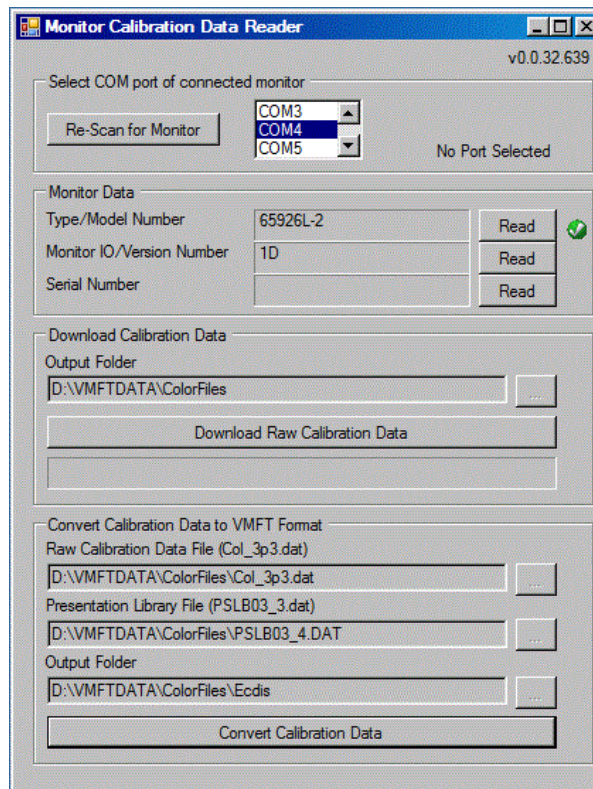 Monitor Calibration Data Reader
v0.0.32.639
Select COM port of connected monitor
Re-Scan for Monitor
COM3
COM4
COM5
No Port Selected
Monitor Data
Type/Model Number
65926L-2
Read
Monitor IO/Version Number
1D
Read
Serial Number
Read
Download Calibration Data
Output Folder
D:\VMFTDATA\ColorFiles
...
Download Raw Calibration Data
Convert Calibration Data to VMFT Format
Raw Calibration Data File (Col_3p3.dat)
D:\VMFTDATA\ColorFiles\Col_3p3.dat
...
Presentation Library File (PSLB03_3.dat)
D:\VMFTDATA\ColorFiles\PSLB03_4.DAT
...
Output Folder
D:\VMFTDATA\ColorFiles\Ecdis
...
Convert Calibration Data